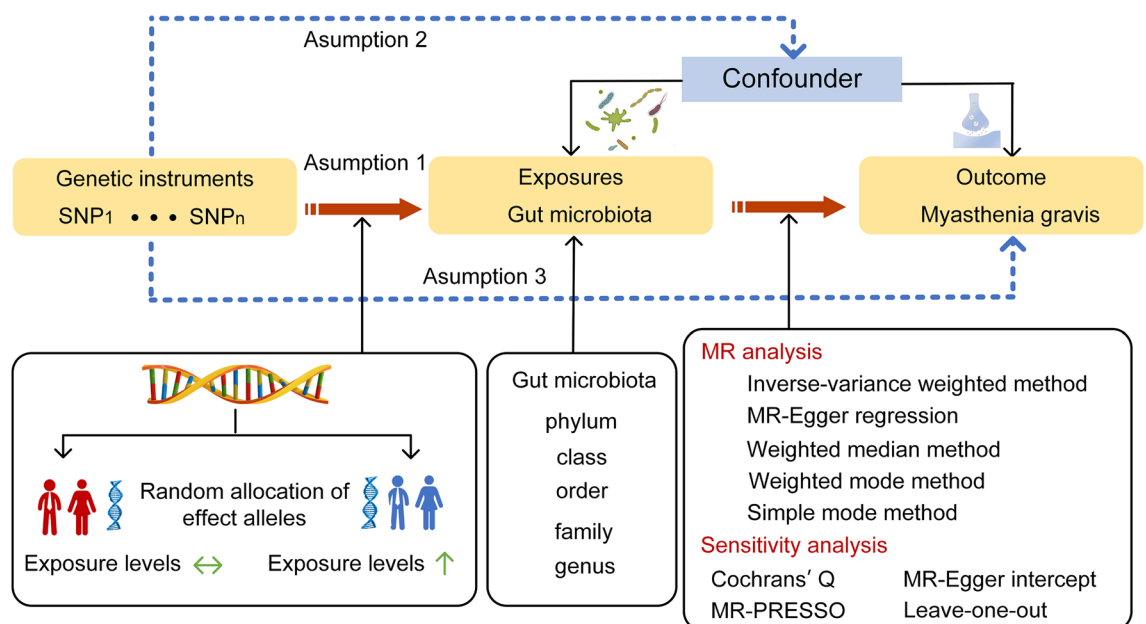 Asumption 2
Confounder
Asumption 1
Genetic instruments
SNP1 • • • SNPn
Exposures
Gut microbiota
Outcome
Myasthenia gravis
Asumption 3
Random allocation of
effect alleles
Exposure levels ↔
Exposure levels ↑
Gut microbiota
phylum
class
order
family
genus
MR analysis
Inverse-variance weighted method
MR-Egger regression
Weighted median method
Weighted mode method
Simple mode method
Sensitivity analysis
Cochrans’ Q
MR-Egger intercept
MR-PRESSO
Leave-one-out